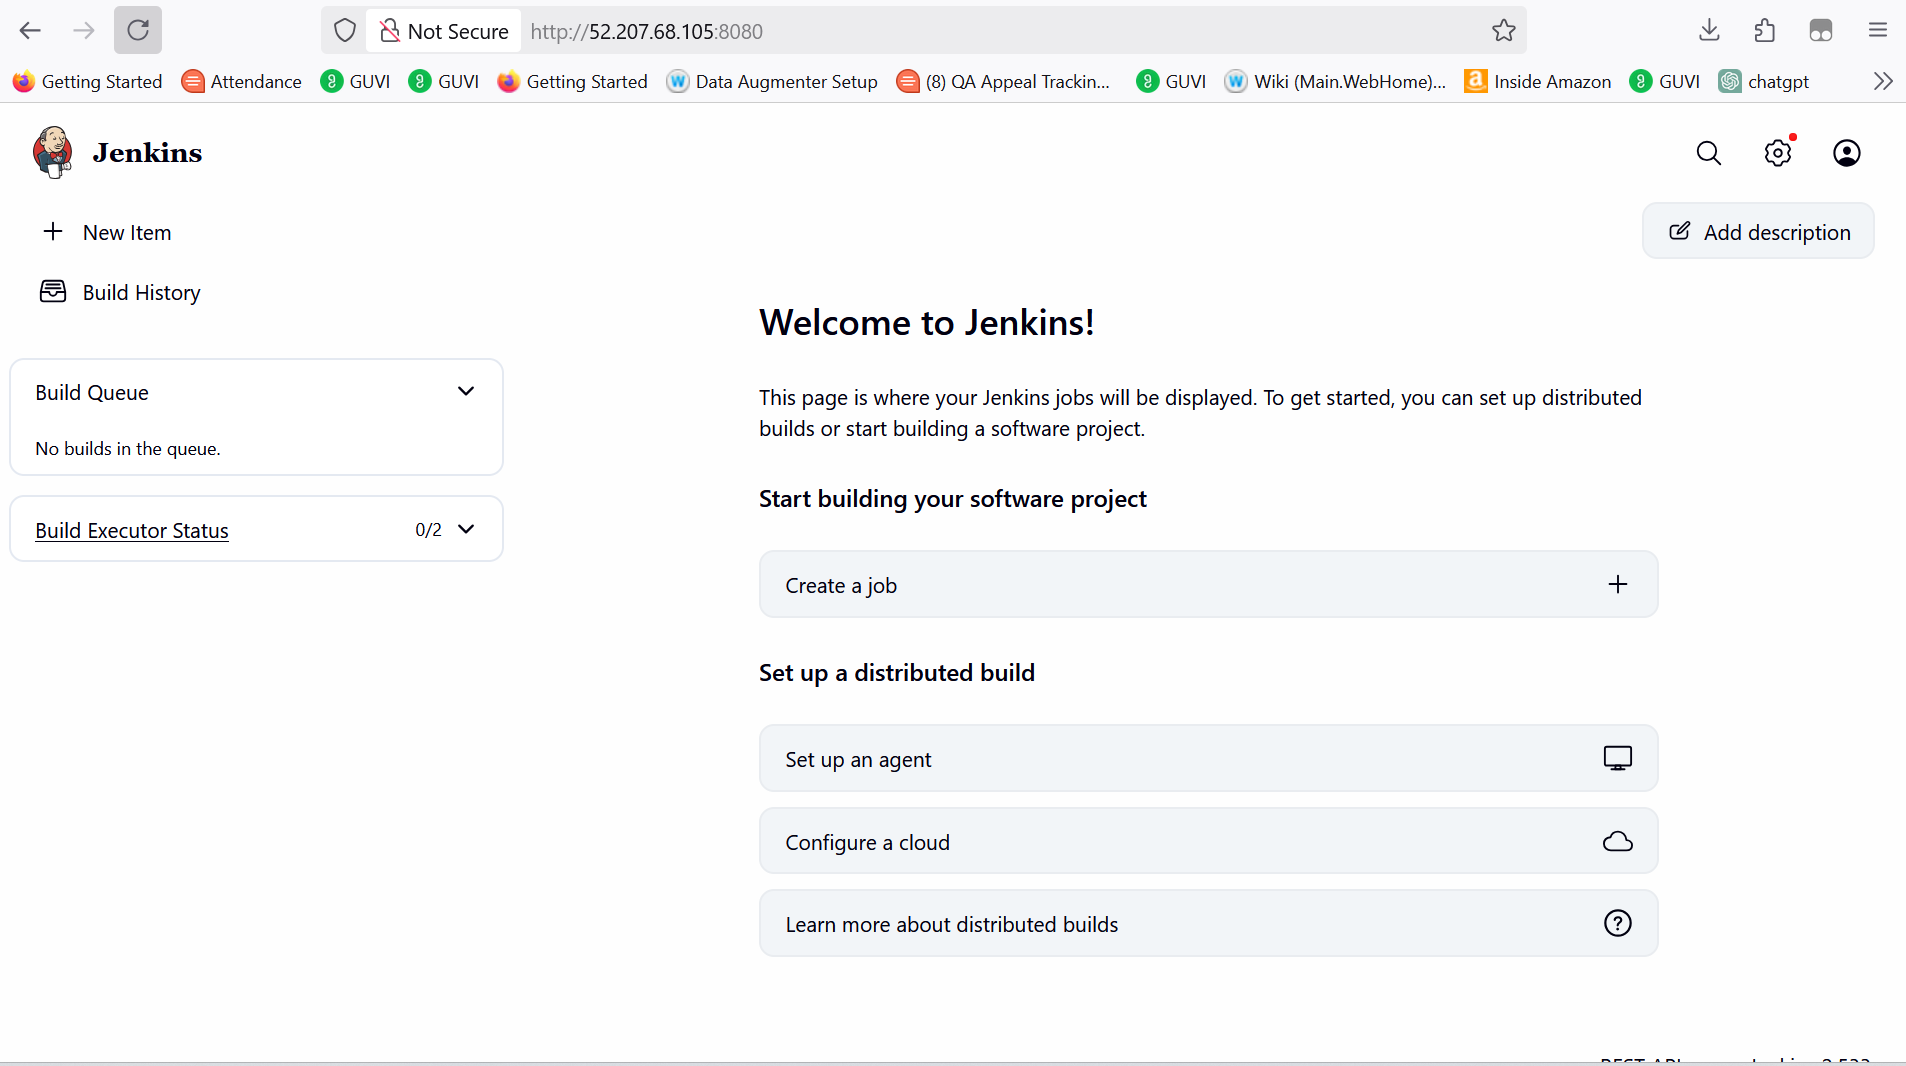 Not Secure http://52.207.68.105:8080
Getting Started Attendance GUVI GUVI Getting Started Data Augmenter Setup (8) QA Appeal Trackin... GUVI Wiki (Main.WebHome)... Inside Amazon GUVI chatgpt
Jenkins
New Item
Add description
Build History
Welcome to Jenkins!
Build Queue
This page is where your Jenkins jobs will be displayed. To get started, you can set up distributed
builds or start building a software project.
No builds in the queue.
Start building your software project
Build Executor Status 0/2
Create a job
Set up a distributed build
Set up an agent
Configure a cloud
Learn more about distributed builds